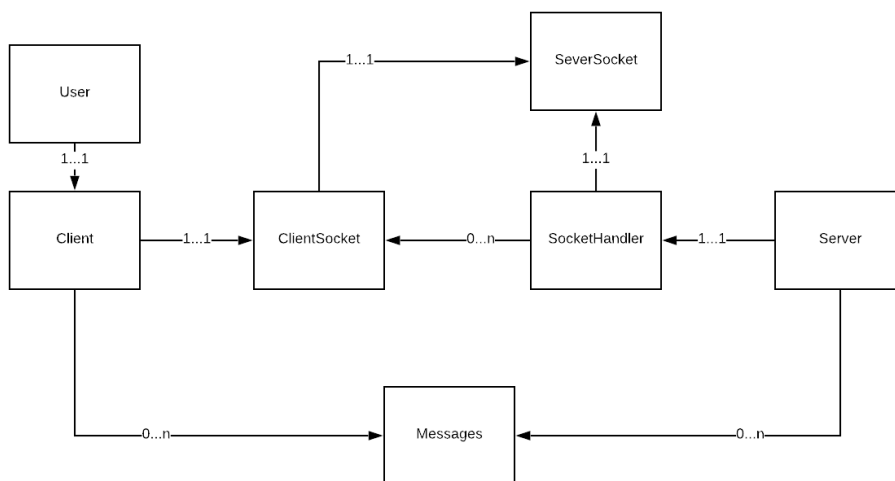 SeverSocket
1...1
User
1...1
1...1
Client
1...1
ClientSocket
0...n
SocketHandler
1...1
Server
0...n
Messages
0...n